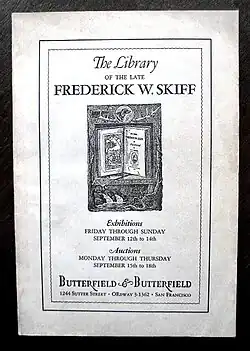 The Library
OF THE LATE
FREDERICK W. SKIFF
Exhibitions
FRIDAY THROUGH SUNDAY
SEPTEMBER 12th to 14th
Auctions
MONDAY THROUGH THURSDAY
SEPTEMBER 15th to 18th
BUTTERFIELD & BUTTERFIELD
1244 SUTTER STREET · ORDWAY 3-1362 · SAN FRANCISCO